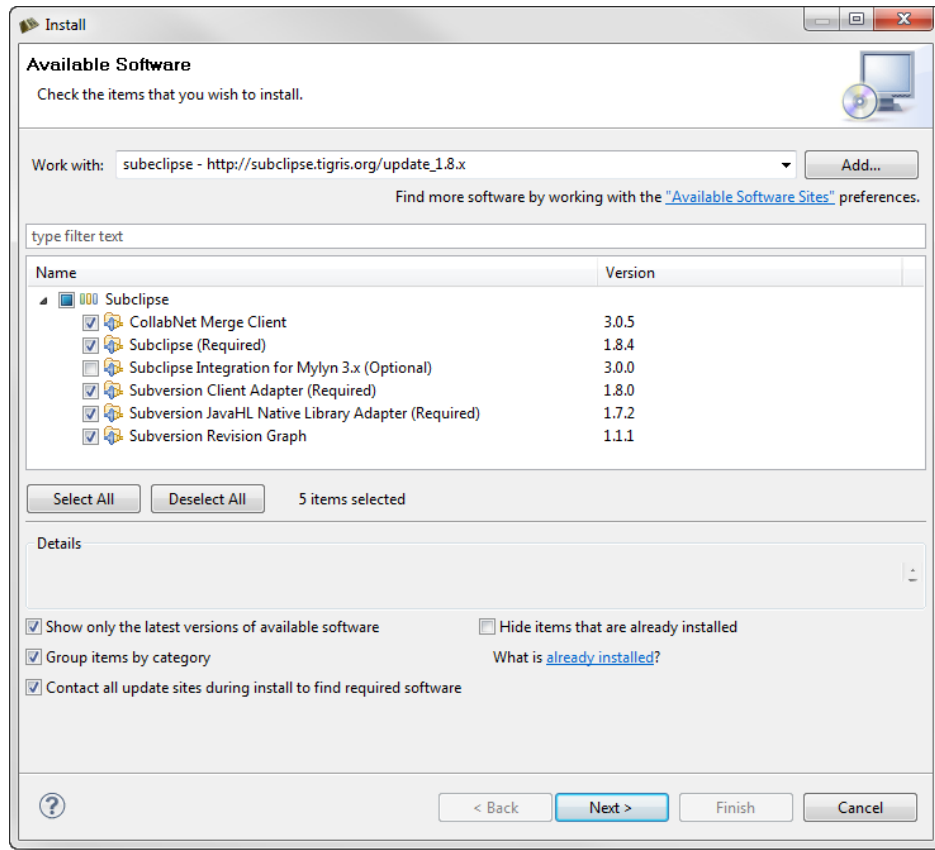 Install
Available Software
Check the items that you wish to install.
Work with: subeclipse - http://subclipse.tigris.org/update_1.8.x Add...
Find more software by working with the "Available Software Sites" preferences.
type filter text
Name Version
Subclipse
CollabNet Merge Client 3.0.5
Subclipse (Required) 1.8.4
Subclipse Integration for Mylyn 3.x (Optional) 3.0.0
Subversion Client Adapter (Required) 1.8.0
Subversion JavaHL Native Library Adapter (Required) 1.7.2
Subversion Revision Graph 1.1.1
Select All Deselect All 5 items selected
Details
Show only the latest versions of available software Hide items that are already installed
Group items by category What is already installed?
Contact all update sites during install to find required software
? < Back Next > Finish Cancel